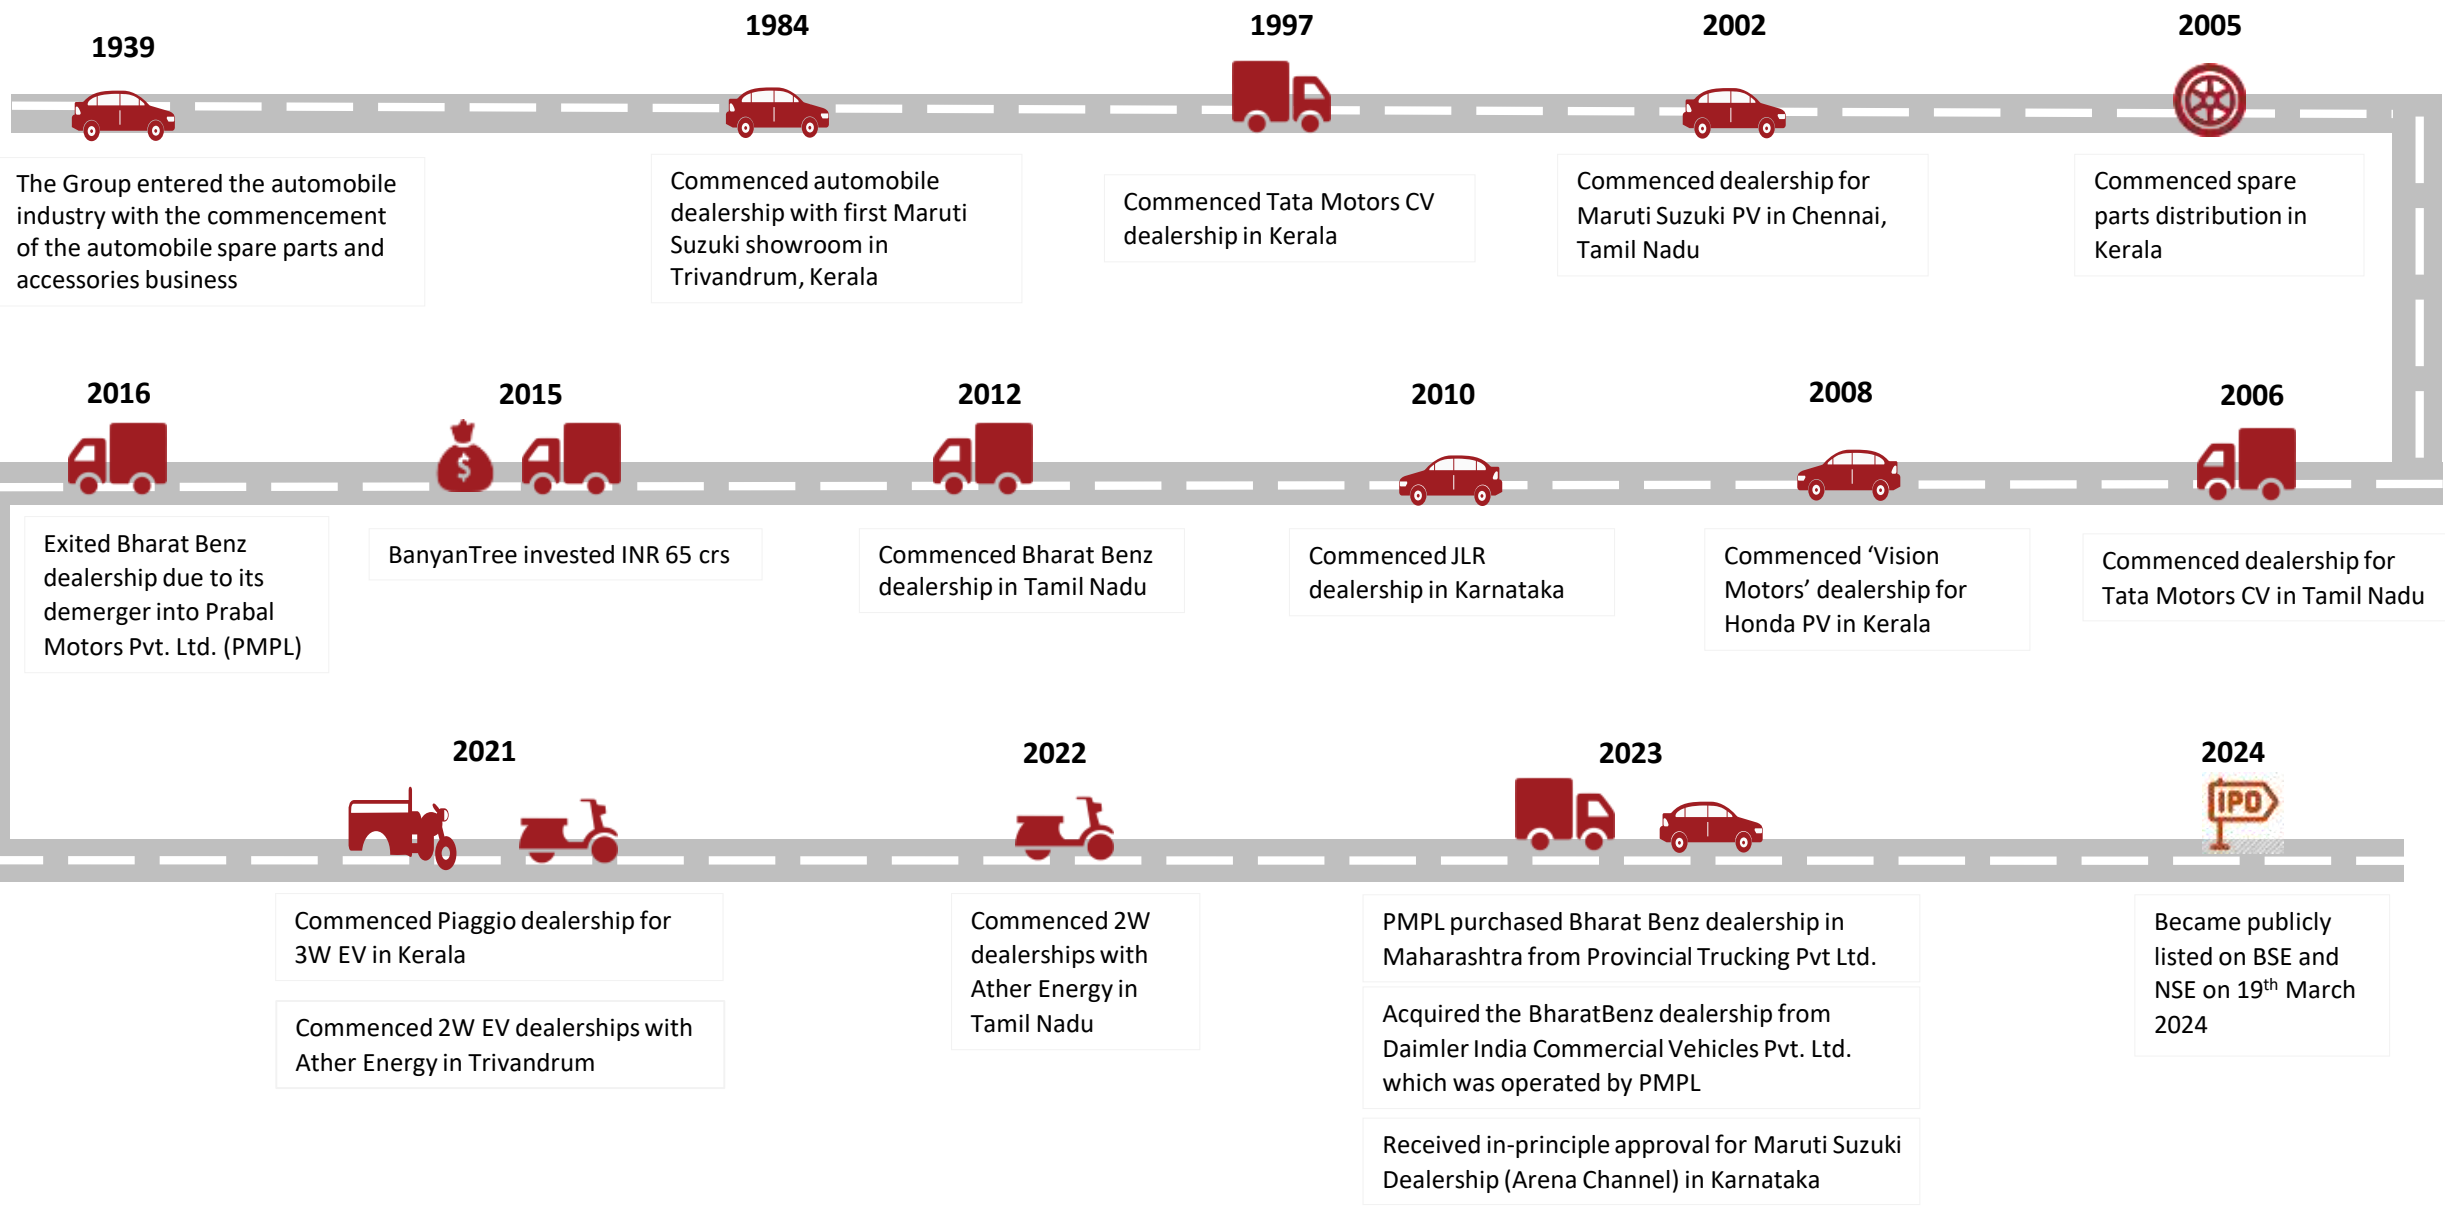 1939
The Group entered the automobile
industry with the commencement
of the automobile spare parts and
accessories business
1984
Commenced automobile
dealership with first Maruti
Suzuki showroom in
Trivandrum, Kerala
1997
Commenced Tata Motors CV
dealership in Kerala
2002
Commenced dealership for
Maruti Suzuki PV in Chennai,
Tamil Nadu
2005
Commenced spare
parts distribution in
Kerala
2016
Exited Bharat Benz
dealership due to its
demerger into Prabal
Motors Pvt. Ltd. (PMPL)
2015
$
BanyanTree invested INR 65 crs
2012
Commenced Bharat Benz
dealership in Tamil Nadu
2010
Commenced JLR
dealership in Karnataka
2008
Commenced ‘Vision
Motors’ dealership for
Honda PV in Kerala
2006
Commenced dealership for
Tata Motors CV in Tamil Nadu
2021
Commenced Piaggio dealership for
3W EV in Kerala
Commenced 2W EV dealerships with
Ather Energy in Trivandrum
2022
Commenced 2W
dealerships with
Ather Energy in
Tamil Nadu
2023
PMPL purchased Bharat Benz dealership in
Maharashtra from Provincial Trucking Pvt Ltd.
Acquired the BharatBenz dealership from
Daimler India Commercial Vehicles Pvt. Ltd.
which was operated by PMPL
Received in-principle approval for Maruti Suzuki
Dealership (Arena Channel) in Karnataka
2024
IPO
Became publicly
listed on BSE and
NSE on 19th March
2024